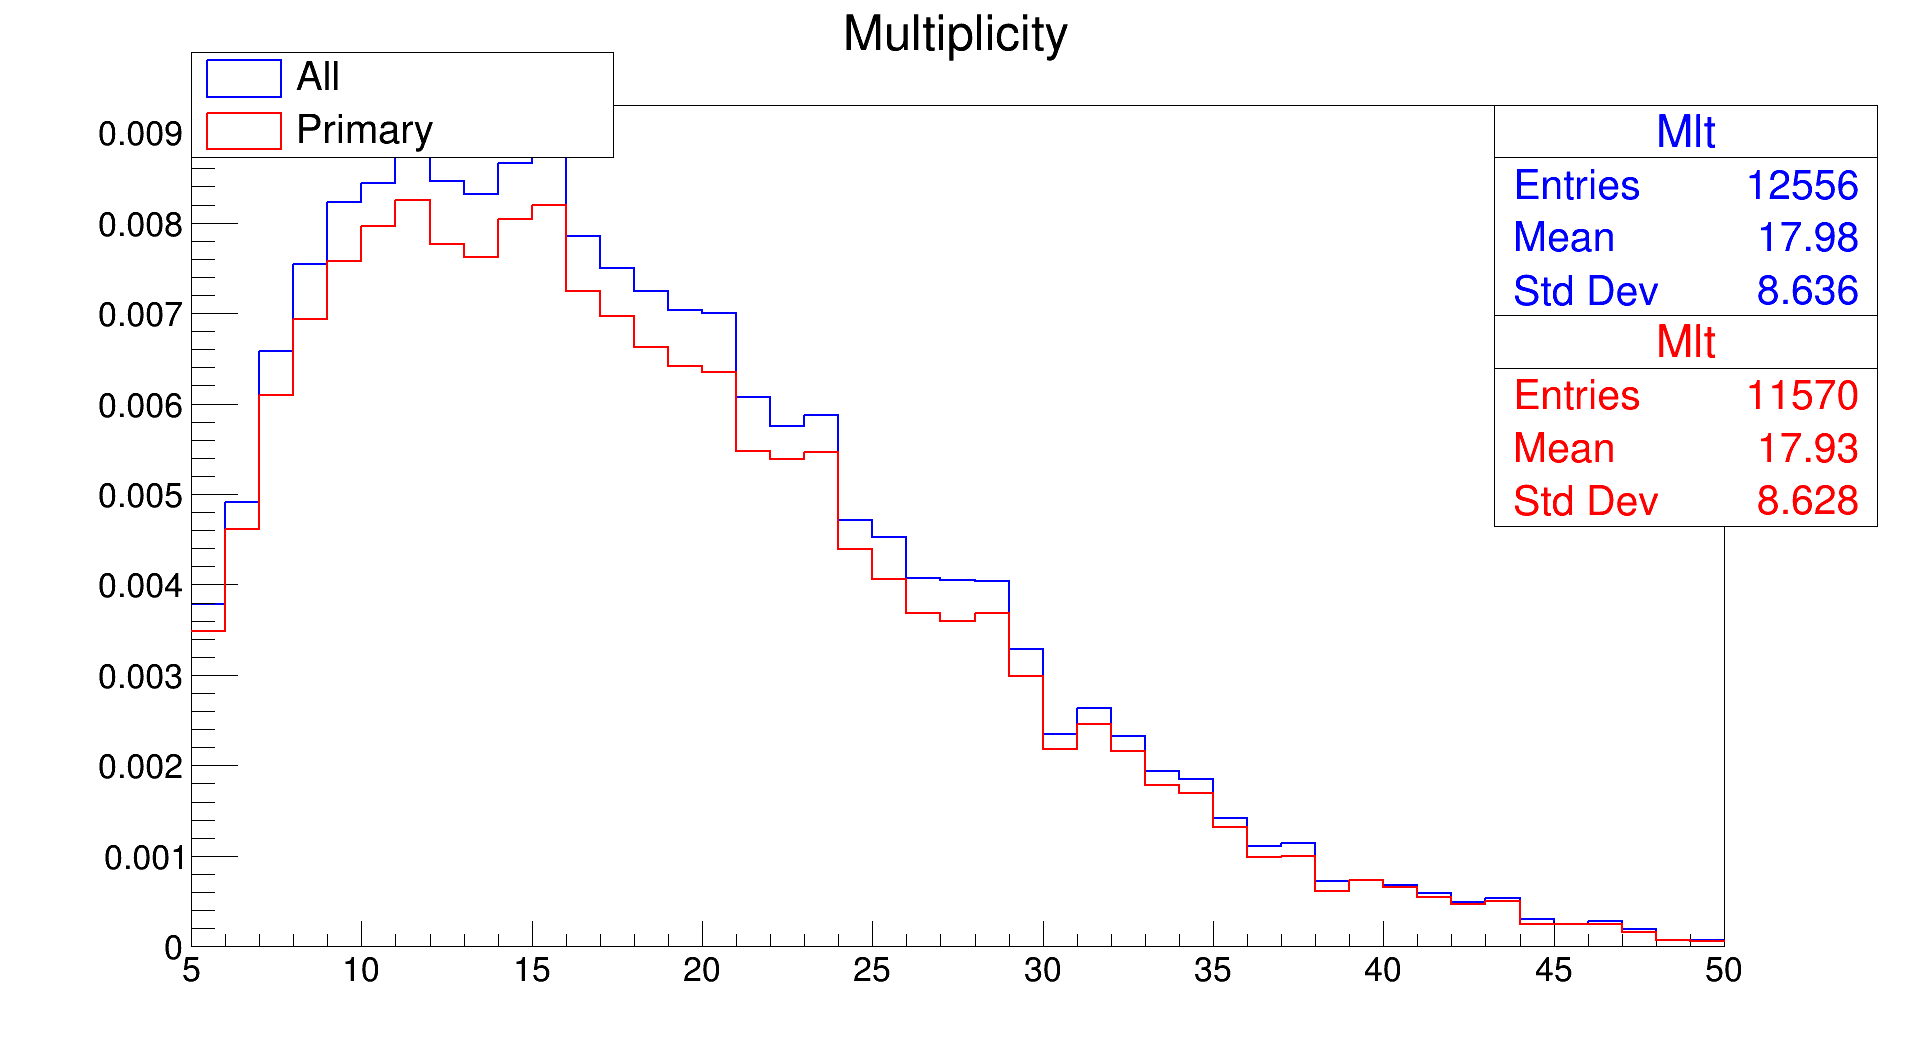 Multiplicity
All
Primary
Mlt
Entries 12556
Mean 17.98
Std Dev 8.636
Mlt
Entries 11570
Mean 17.93
Std Dev 8.628
0.009
0.008
0.007
0.006
0.005
0.004
0.003
0.002
0.001
0
5 10 15 20 25 30 35 40 45 50